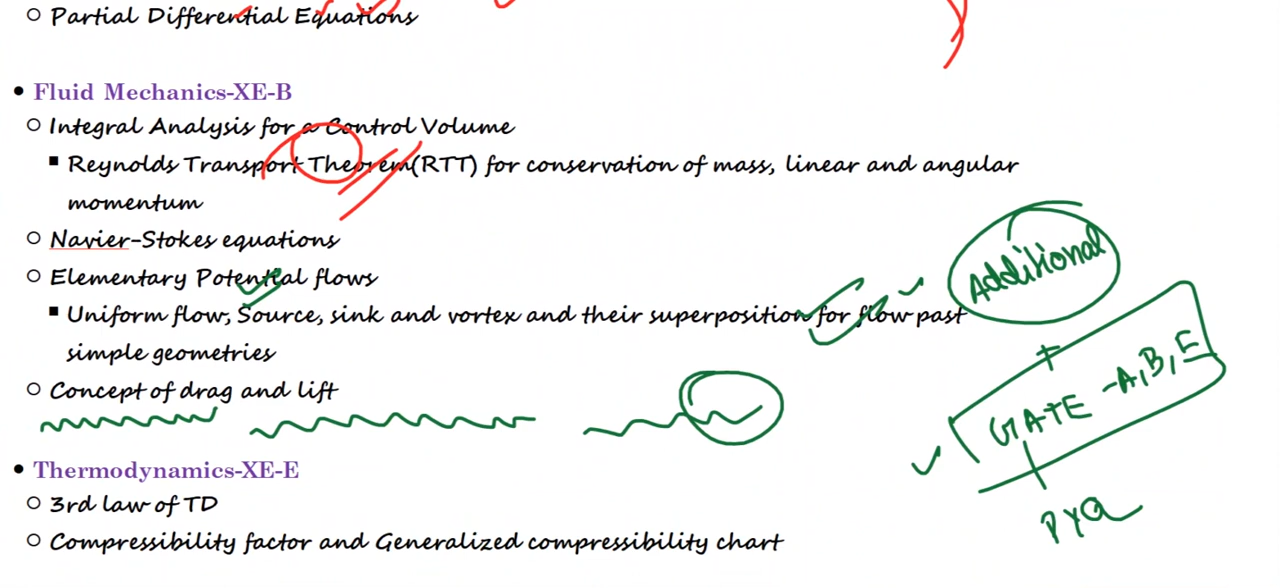 ○ Partial Differential Equations
• Fluid Mechanics-XE-B
○ Integral Analysis for a Control Volume
▪ Reynolds Transport Theorem(RTT) for conservation of mass, linear and angular
momentum
○ Navier-Stokes equations
○ Elementary Potential flows
▪ Uniform flow, Source, sink and vortex and their superposition for flow past
simple geometries
○ Concept of drag and lift
• Thermodynamics-XE-E
○ 3rd law of TD
○ Compressibility factor and Generalized compressibility chart
Additional
+
GATE -A,B,E
+
PYQ